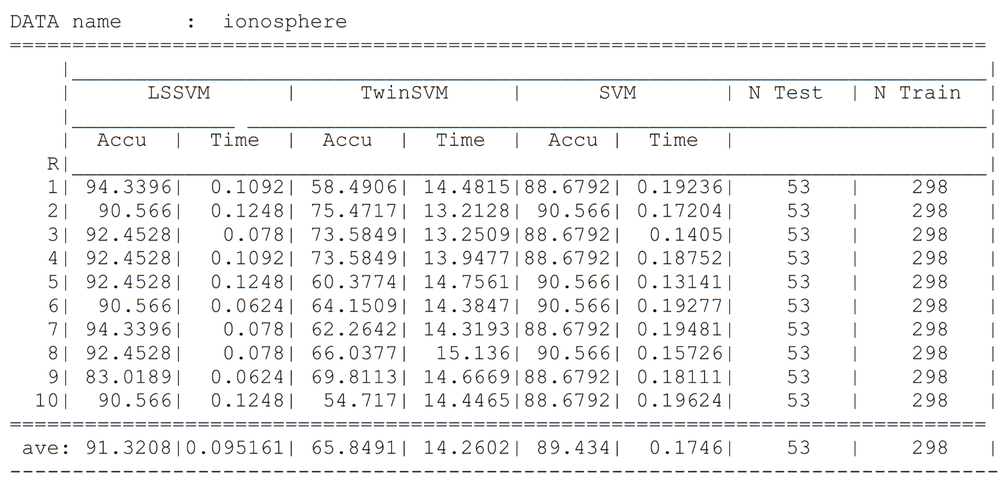 DATA name     :  ionosphere
==============================================================================
|__________________________________________________________________________|
|      LSSVM      |     TwinSVM     |      SVM       | N Test  | N Train  |
|_____________ ___________________________________________________________|
|  Accu  |  Time  |  Accu  |  Time  |  Accu |  Time  |                    |
R|__________________________________________________________________________|
1| 94.3396|  0.1092| 58.4906| 14.4815|88.6792| 0.19236|    53   |    298   |
2|  90.566|  0.1248| 75.4717| 13.2128| 90.566| 0.17204|    53   |    298   |
3| 92.4528|   0.078| 73.5849| 13.2509|88.6792|  0.1405|    53   |    298   |
4| 92.4528|  0.1092| 73.5849| 13.9477|88.6792| 0.18752|    53   |    298   |
5| 92.4528|  0.1248| 60.3774| 14.7561| 90.566| 0.13141|    53   |    298   |
6|  90.566|  0.0624| 64.1509| 14.3847| 90.566| 0.19277|    53   |    298   |
7| 94.3396|   0.078| 62.2642| 14.3193|88.6792| 0.19481|    53   |    298   |
8| 92.4528|   0.078| 66.0377|  15.136| 90.566| 0.15726|    53   |    298   |
9| 83.0189|  0.0624| 69.8113| 14.6669|88.6792| 0.18111|    53   |    298   |
10|  90.566|  0.1248|  54.717| 14.4465|88.6792| 0.19624|    53   |    298   |
==============================================================================
ave: 91.3208|0.095161| 65.8491| 14.2602| 89.434|  0.1746|    53   |    298   |
-------------------------------------------------------------------------------